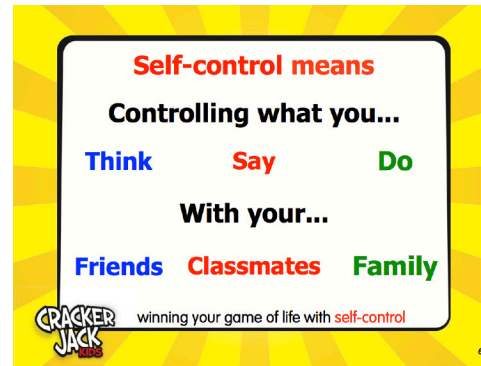 Self-control means
Controlling what you...
Think Say Do
With your...
Friends Classmates Family
CRACKER
JACK
KIDS
winning your game of life with self-control